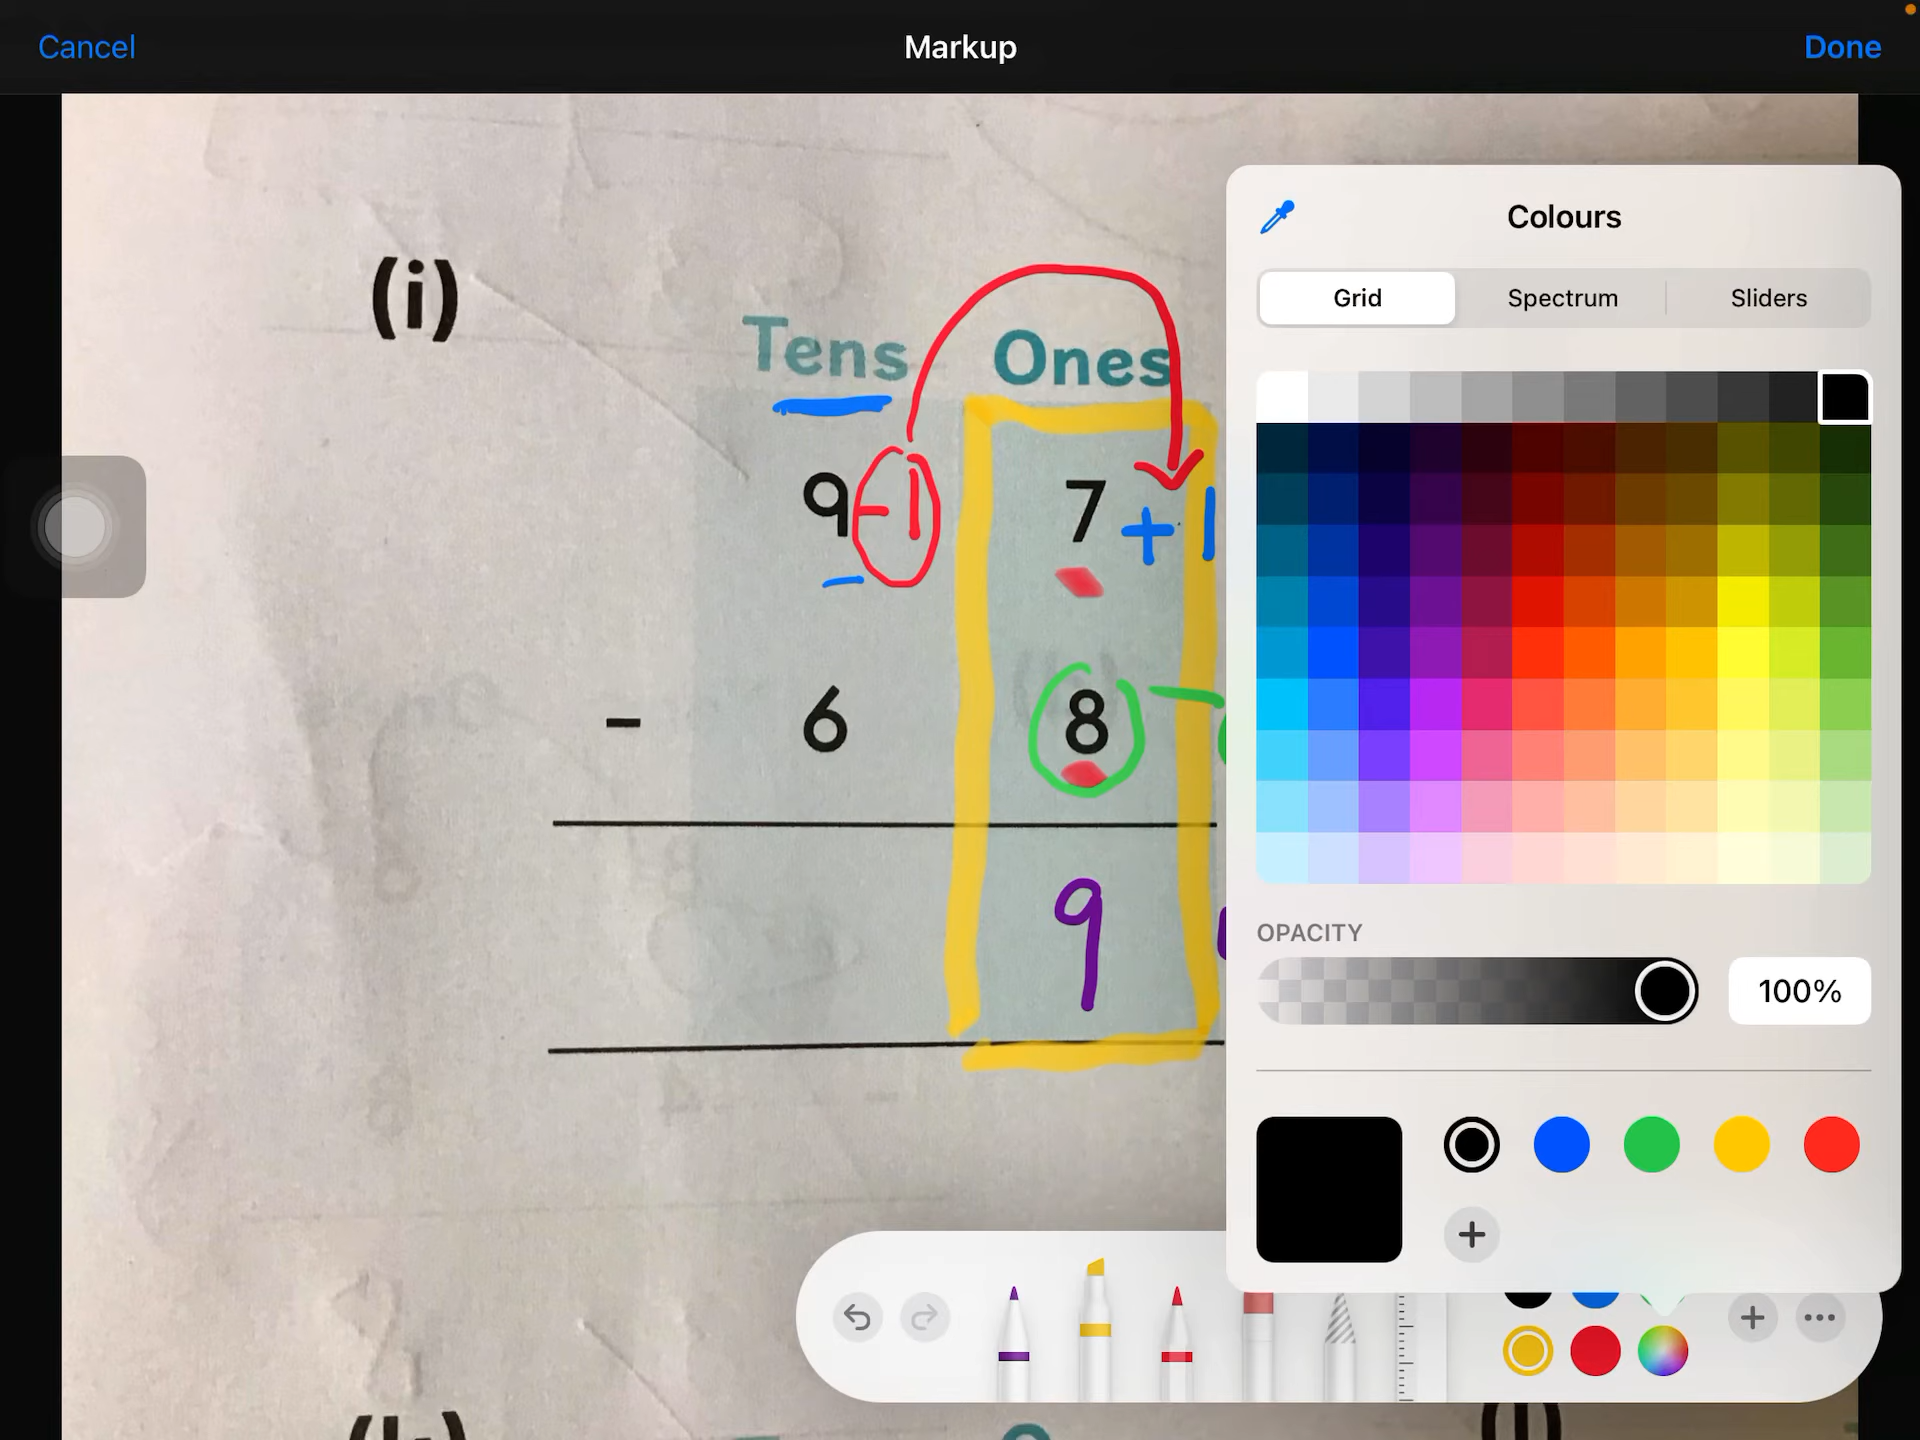 Cancel
Markup
Done
Colours
Grid
Spectrum
Sliders
(i)
Tens
Ones
9 -1
7 +1
- 6
8 -
9
OPACITY
100%